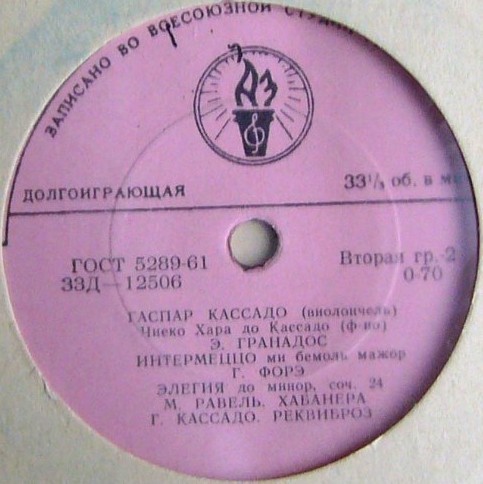 ЗАПИСАНО ВО ВСЕСОЮЗНОЙ
ДЗ
ДОЛГОИГРАЮЩАЯ
33⅓ об. в
ГОСТ 5289-61
33Д—12506
Вторая гр.-2
0-70
ГАСПАР КАССАДО (виолончель)
Чиеко Хара до Кассадо (ф-но)
Э. ГРАНАДОС
ИНТЕРМЕЦЦО ми бемоль мажор
Г. ФОРЭ
ЭЛЕГИЯ до минор, соч. 24
М. РАВЕЛЬ. ХАБАНЕРА
Г. КАССАДО. РЕКВИБРОЗ